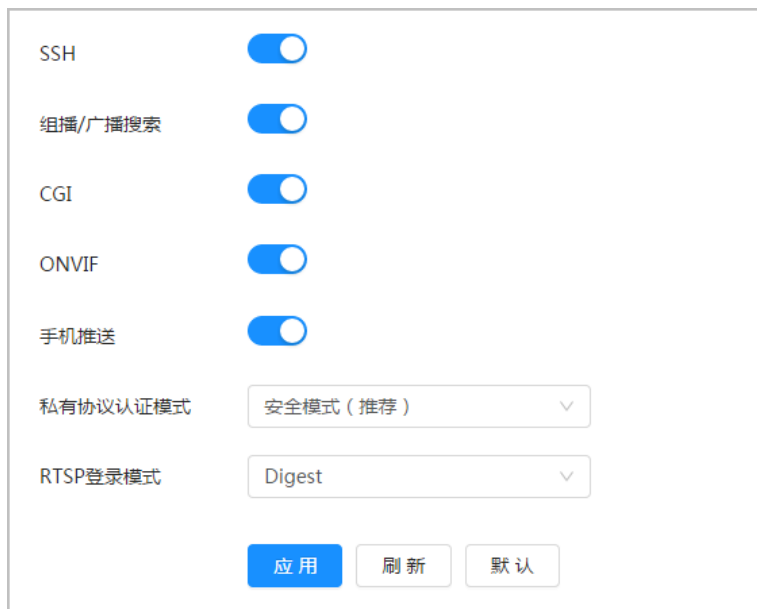 SSH
组播/广播搜索
CGI
ONVIF
手机推送
私有协议认证模式 安全模式（推荐）
RTSP登录模式 Digest
应用 刷新 默认